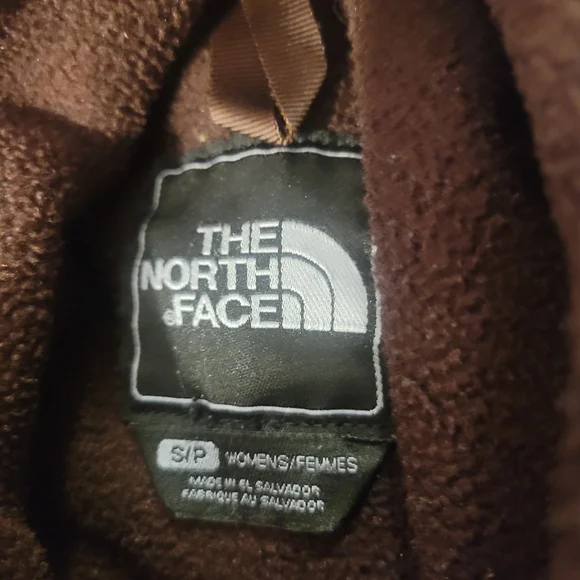 THE
NORTH
FACE
S/P WOMENS/FEMMES
MADE IN EL SALVADOR
FABRIQUE AU SALVADOR